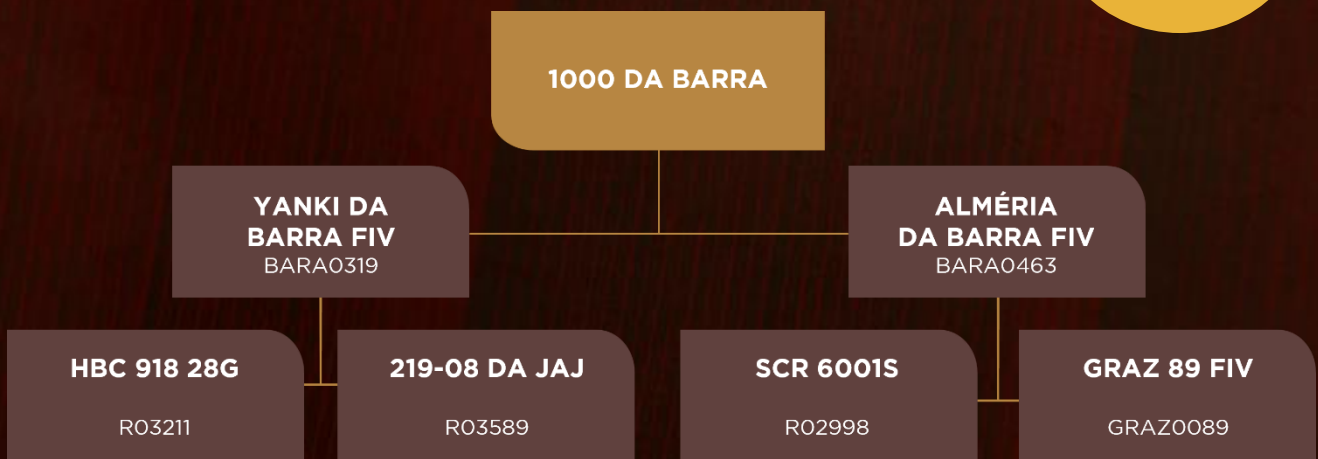 1000 DA BARRA
YANKI DA
BARRA FIV
BARA0319
ALMÉRIA
DA BARRA FIV
BARA0463
HBC 918 28G
R03211
219-08 DA JAJ
R03589
SCR 6001S
R02998
GRAZ 89 FIV
GRAZ0089